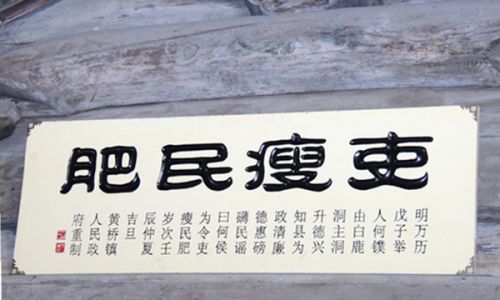 吏瘦民肥
明万历
戊子举
人何镤
由白鹿
洞主洞
升德兴
知县为
政清廉
德惠磅
礴民谣
曰何侯
为令吏
瘦民肥
岁次壬
辰仲夏
吉旦
黄桥镇
人民政
府重制